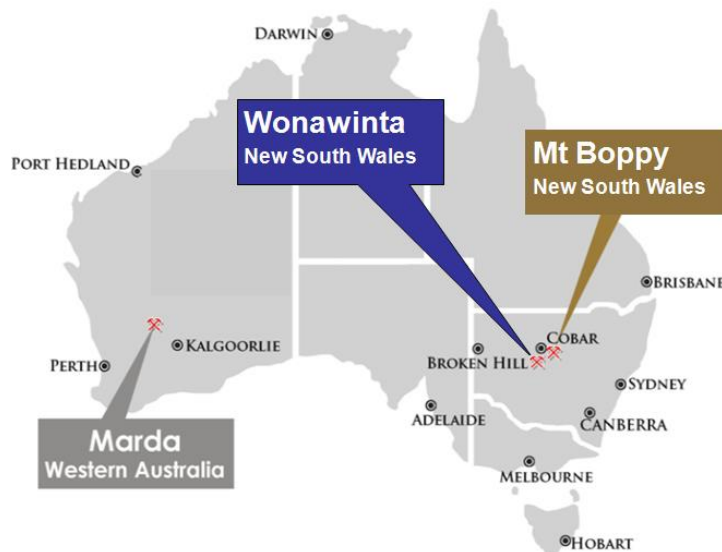 DARWIN
Wonawinta
New South Wales
Mt Boppy
New South Wales
PORT HEDLAND
BRISBANE
COBAR
KALGOORLIE
BROKEN HILL
PERTH
SYDNEY
ADELAIDE
CANBERRA
Marda
Western Australia
MELBOURNE
HOBART